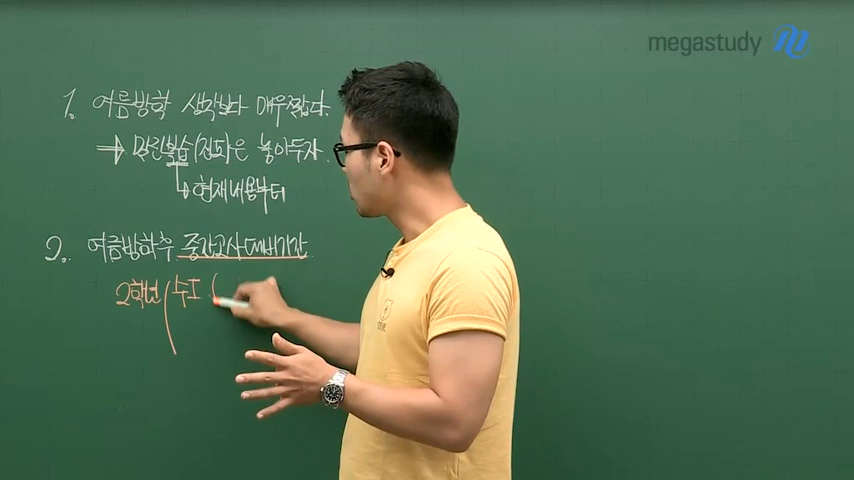 megastudy
1. 여름방학 생각보다 매우 짧다.
⇒ 밀린학습(진도)은 놓아두자.
↳ 현재내용부터
2. 여름방학후 중간고사 대비기간
2학년 ( 수I (